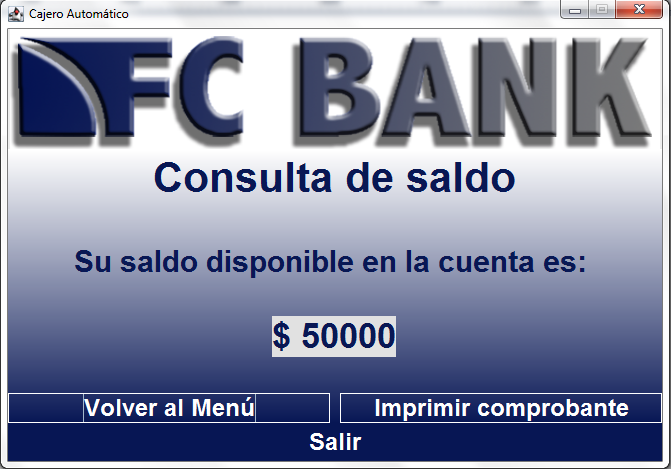 Cajero Automático
FC BANK
Consulta de saldo
Su saldo disponible en la cuenta es:
$ 50000
Volver al Menú
Imprimir comprobante
Salir